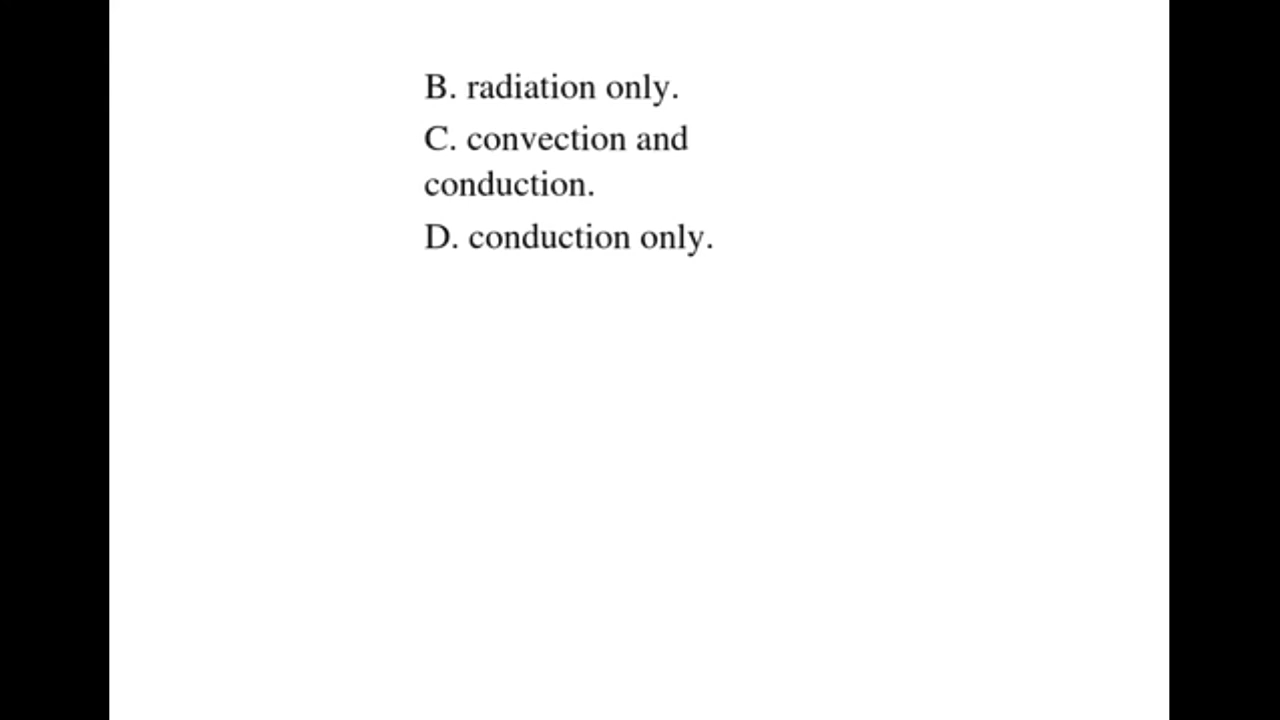 B. radiation only.
C. convection and
conduction.
D. conduction only.